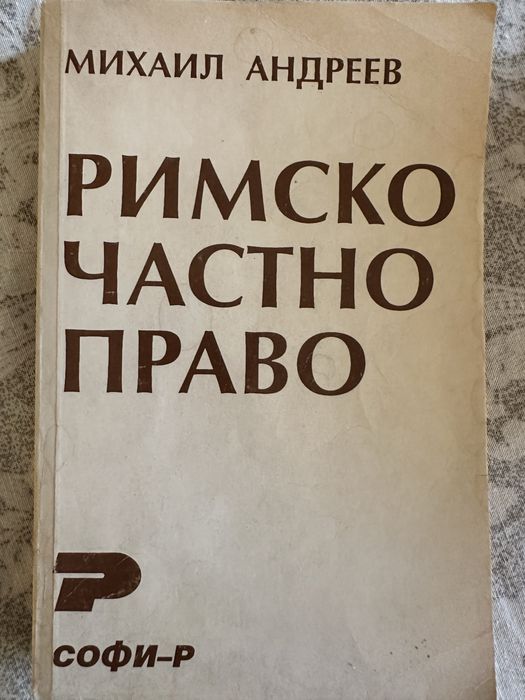 МИХАИЛ АНДРЕЕВ
РИМСКО
ЧАСТНО
ПРАВО
Р
СОФИ-Р